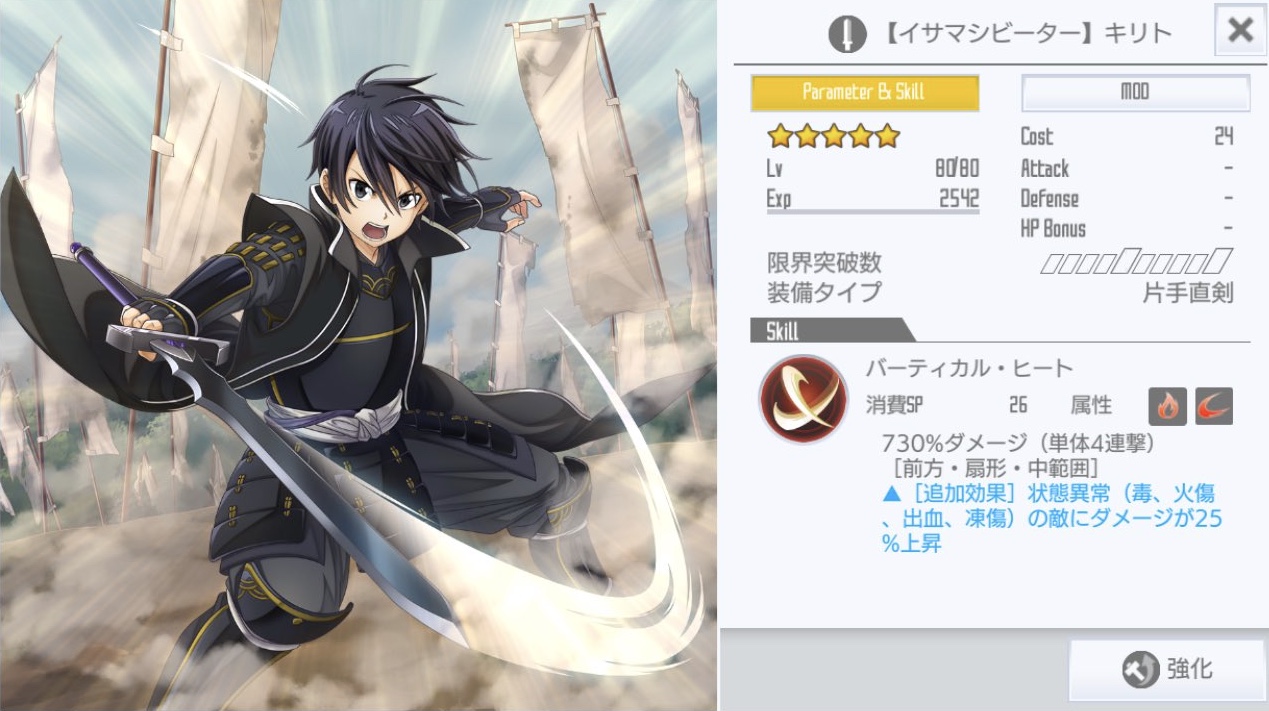 【イサマシビーター】キリト
Parameter & Skill
MOD
Lv 80/80
Exp 2542
Cost 24
Attack -
Defense -
HP Bonus -
限界突破数
装備タイプ 片手直剣
Skill
バーティカル・ヒート
消費SP 26 属性
730%ダメージ（単体4連撃）
［前方・扇形・中範囲］
▲［追加効果］状態異常（毒、火傷
、出血、凍傷）の敵にダメージが25
%上昇
強化